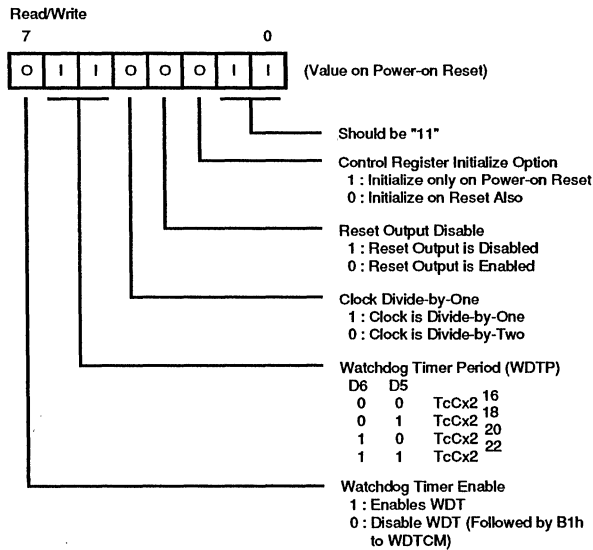 Read/Write
7 0
0 1 1 0 0 0 1 1 (Value on Power-on Reset)
Should be "11"
Control Register Initialize Option
1 : Initialize only on Power-on Reset
0 : Initialize on Reset Also
Reset Output Disable
1 : Reset Output is Disabled
0 : Reset Output is Enabled
Clock Divide-by-One
1 : Clock is Divide-by-One
0 : Clock is Divide-by-Two
Watchdog Timer Period (WDTP)
D6 D5
0 0 TcCx2 16
0 1 TcCx2 18
1 0 TcCx2 20
1 1 TcCx2 22
Watchdog Timer Enable
1 : Enables WDT
0 : Disable WDT (Followed by B1h
to WDTCM)